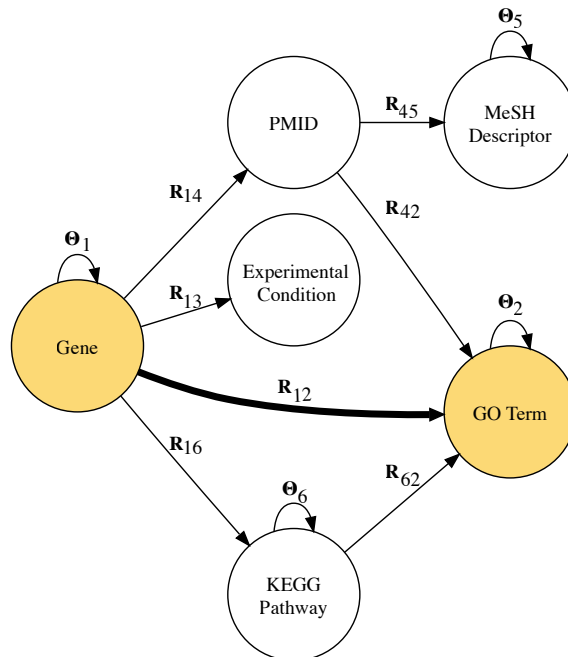 Θ5
PMID
R45
MeSH
Descriptor
R14
R42
Θ1
Experimental
Condition
R13
Θ2
Gene
R12
GO Term
R16
R62
Θ6
KEGG
Pathway